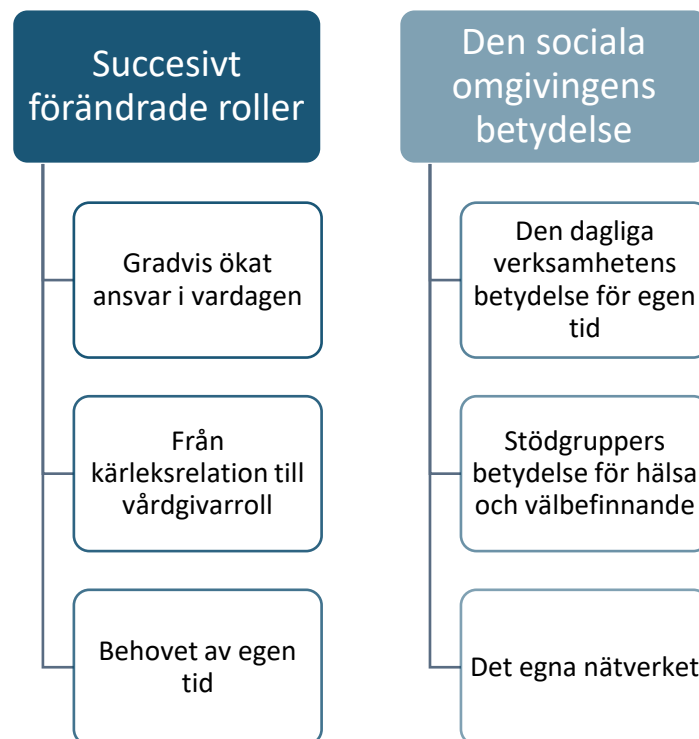 Succesivt
förändrade roller
Gradvis ökat
ansvar i vardagen
Från
kärleksrelation till
vårdgivarroll
Behovet av egen
tid
Den sociala
omgivingens
betydelse
Den dagliga
verksamhetens
betydelse för egen
tid
Stödgruppers
betydelse för hälsa
och välbefinnande
Det egna nätverket